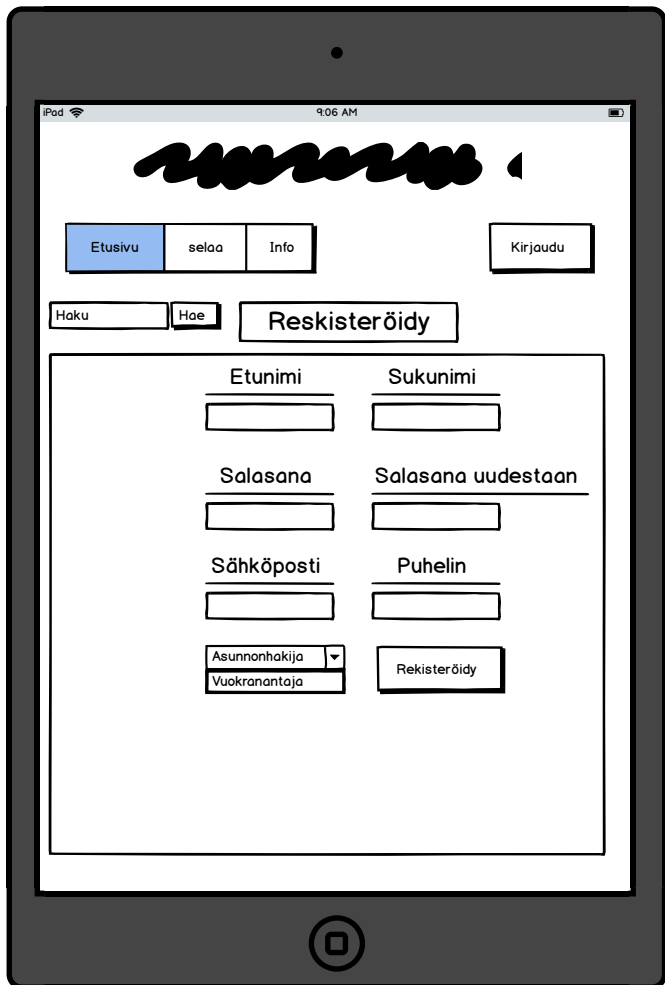 iPad 9:06 AM
Etusivu selaa Info Kirjaudu
Haku Hae Reskisteröidy
Etunimi Sukunimi
Salasana Salasana uudestaan
Sähköposti Puhelin
Asunnonhakija Rekisteröidy
Vuokranantaja